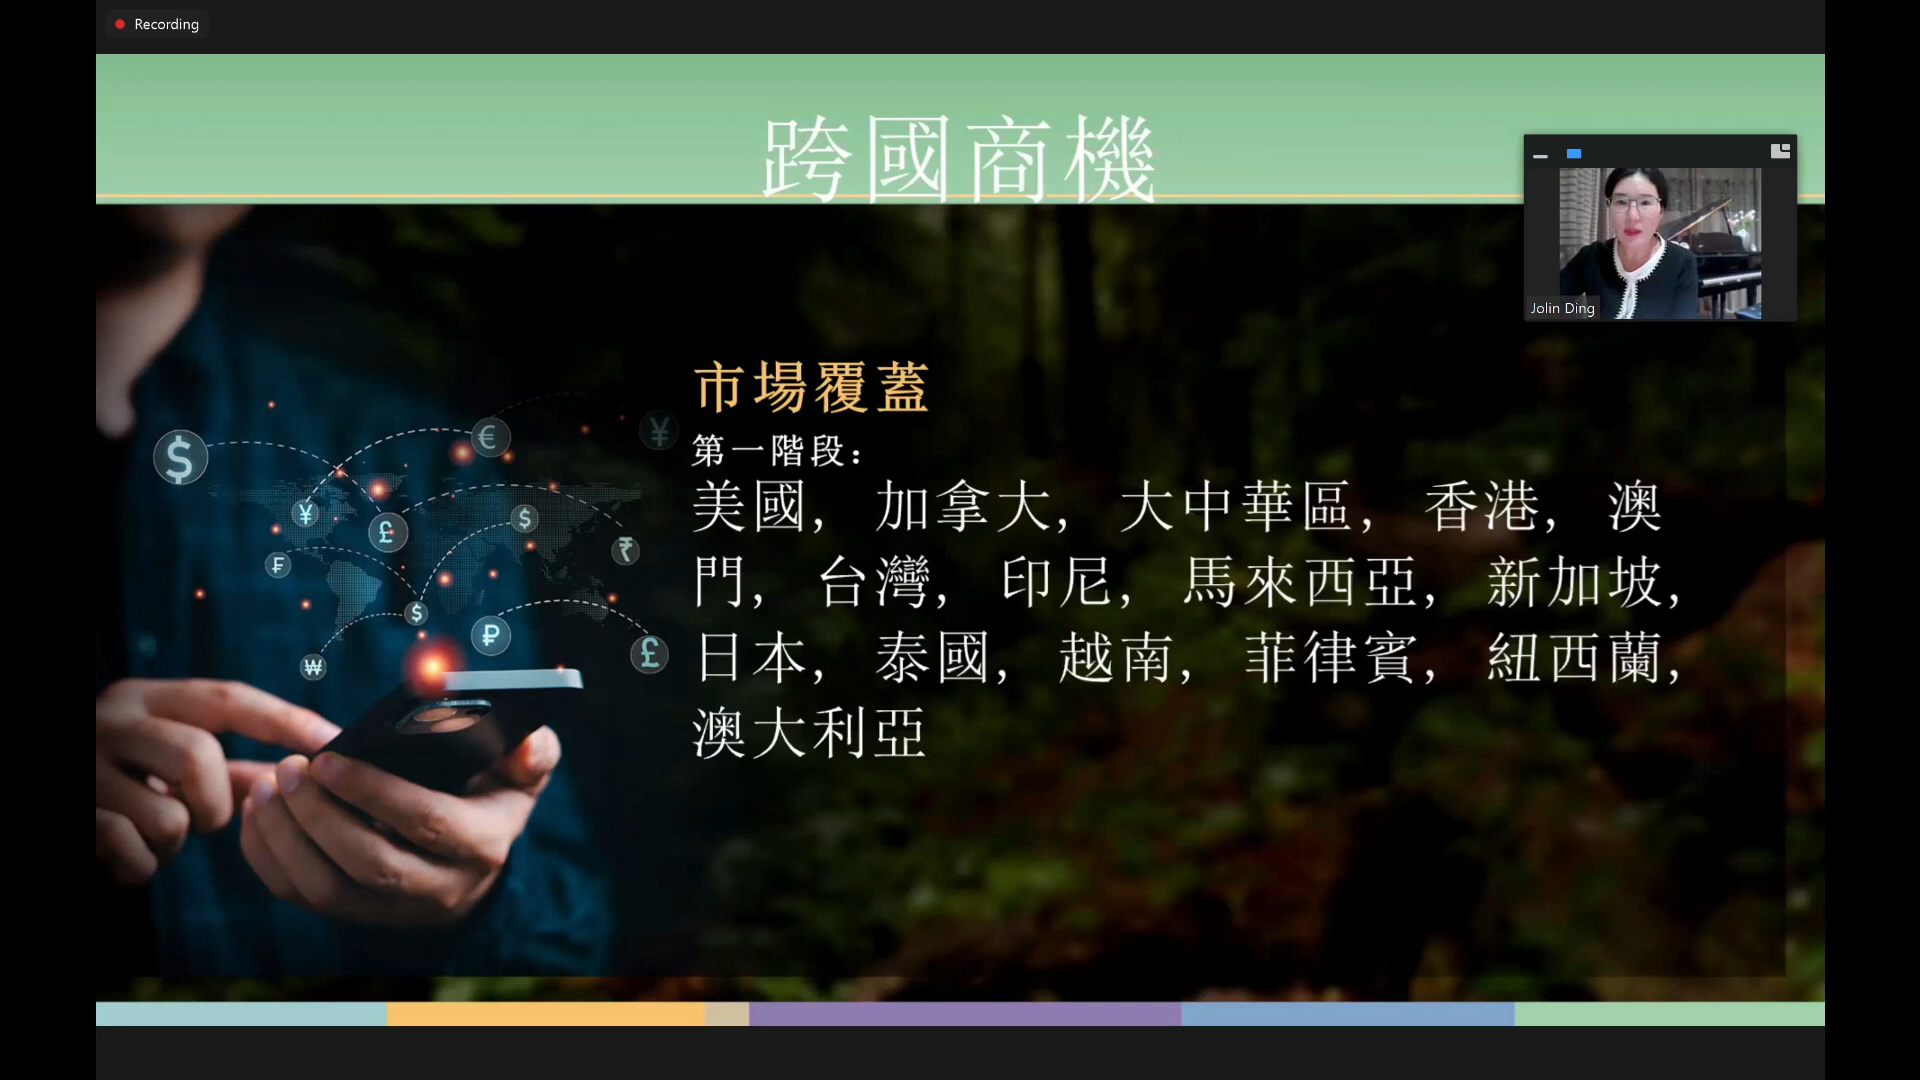 Recording
跨國商機
Jolin Ding
市場覆蓋
第一階段：
美國， 加拿大， 大中華區， 香港， 澳
門， 台灣， 印尼， 馬來西亞， 新加坡，
日本， 泰國， 越南， 菲律賓， 紐西蘭，
澳大利亞
$
€
¥
¥
£
$
₹
₣
$
₽
£
₩